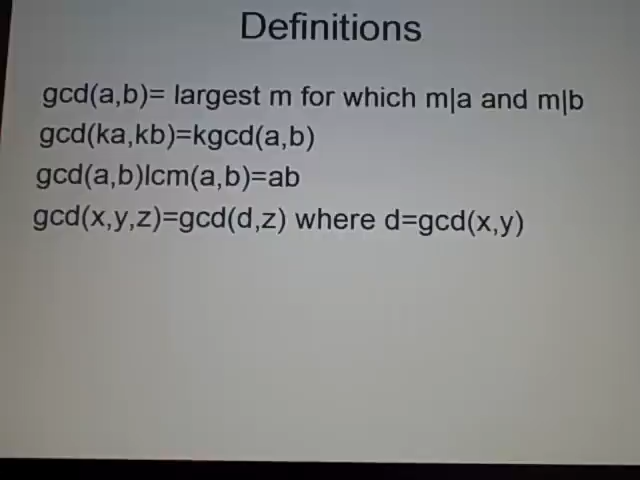 Definitions
gcd(a,b)= largest m for which m|a and m|b
gcd(ka,kb)=kgcd(a,b)
gcd(a,b)lcm(a,b)=ab
gcd(x,y,z)=gcd(d,z) where d=gcd(x,y)